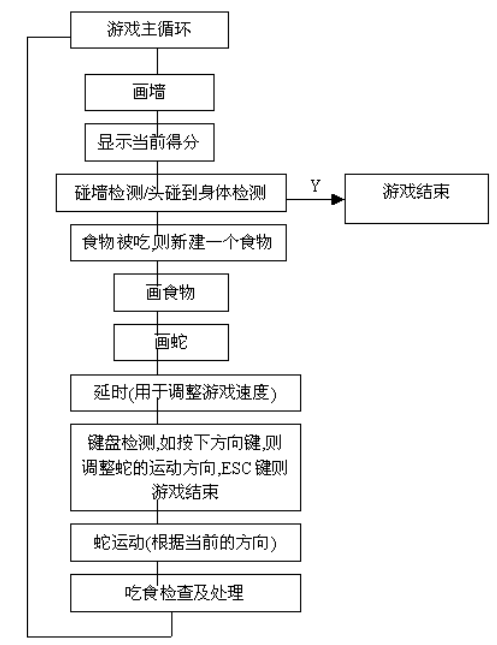 游戏主循环
画墙
显示当前得分
碰墙检测/头碰到身体检测
Y
游戏结束
食物被吃,则新建一个食物
画食物
画蛇
延时(用于调整游戏速度)
键盘检测,如按下方向键,则
调整蛇的运动方向,ESC键则
游戏结束
蛇运动(根据当前的方向)
吃食检查及处理